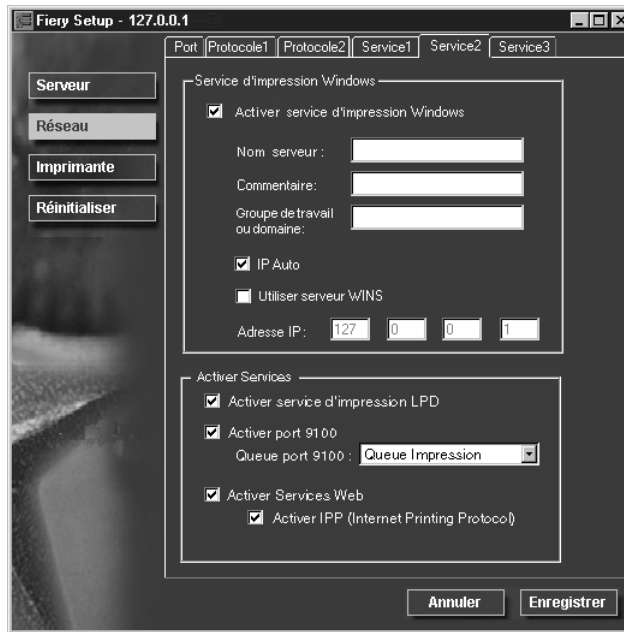 Fiery Setup - 127.0.0.1
Port Protocole1 Protocole2 Service1 Service2 Service3
Serveur
Réseau
Imprimante
Réinitialiser
Service d'impression Windows
Activer service d'impression Windows
Nom serveur :
Commentaire:
Groupe de travail
ou domaine:
IP Auto
Utiliser serveur WINS
Adresse IP: 127 0 0 1
Activer Services
Activer service d'impression LPD
Activer port 9100
Queue port 9100 : Queue Impression
Activer Services Web
Activer IPP (Internet Printing Protocol)
Annuler Enregistrer